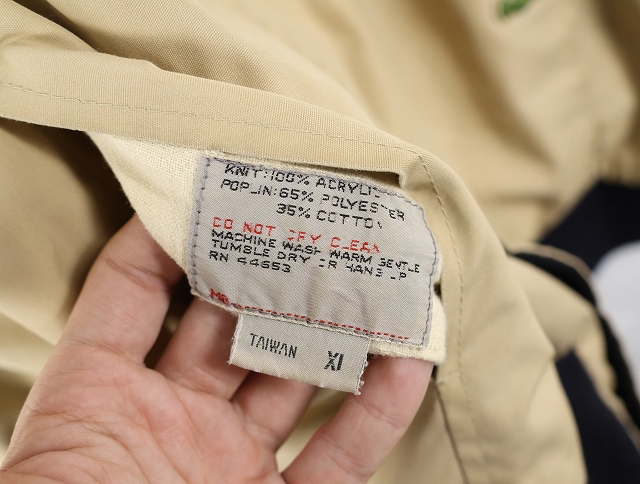 KNIT: 100% ACRYLIC
POPLIN: 65% POLYESTER
35% COTTON
DO NOT DRY CLEAN
MACHINE WASH WARM GENTLE
TUMBLE DRY OR HANG UP
RN 44653
TAIWAN XL